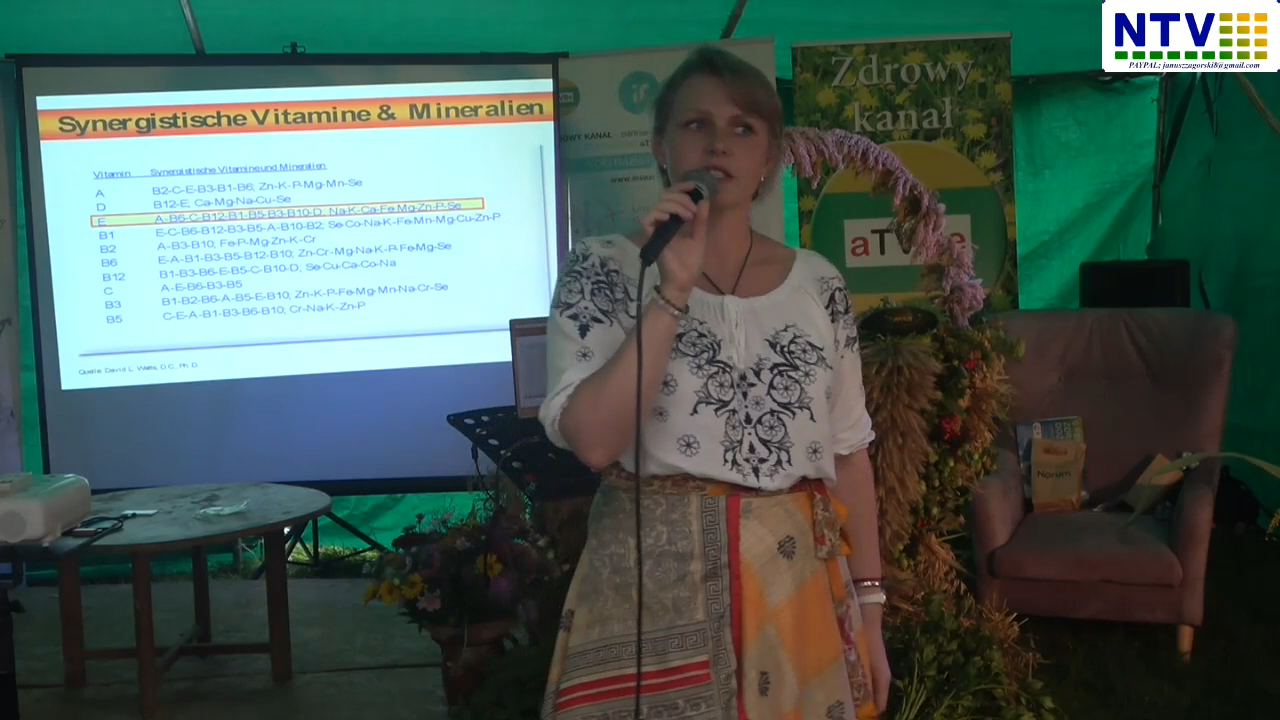 NTV
PAYPAL: januszzagorski8@gmail.com
Synergistische Vitamine & Mineralien
Vitamin Synergistische Vitamine und Mineralien
A B2-C-E-B3-B1-B6, Zn-K-P-Mg-Mn-Se
D B12-E, Ca-Mg-Na-Cu-Se
E A-B6-C-B12-B1-B5-B3-B10-D, Na-K-Ca-Fe-Mg-Zn-P-Se
B1 E-C-B6-B12-B3-B5-A-B10-B2, Se-Co-Na-K-Fe-Mn-Mg-Cu-Zn-P
B2 A-B3-B10, Fe-P-Mg-Zn-K-Cr
B6 E-A-B1-B3-B5-B12-B10, Zn-Cr-Mg-Na-K-P-Fe-Mg-Se
B12 B1-B3-B6-E-B5-C-B10-D, Se-Cu-Ca-Co-Na
C A-E-B6-B3-B5
B3 B1-B2-B6-A-B5-E-B10, Zn-K-P-Fe-Mg-Mn-Na-Cr-Se
B5 C-E-A-B1-B3-B6-B10, Cr-Na-K-Zn-P
Quelle: David L. Watts, D.C., Ph.D.
Zdrowy
kanał